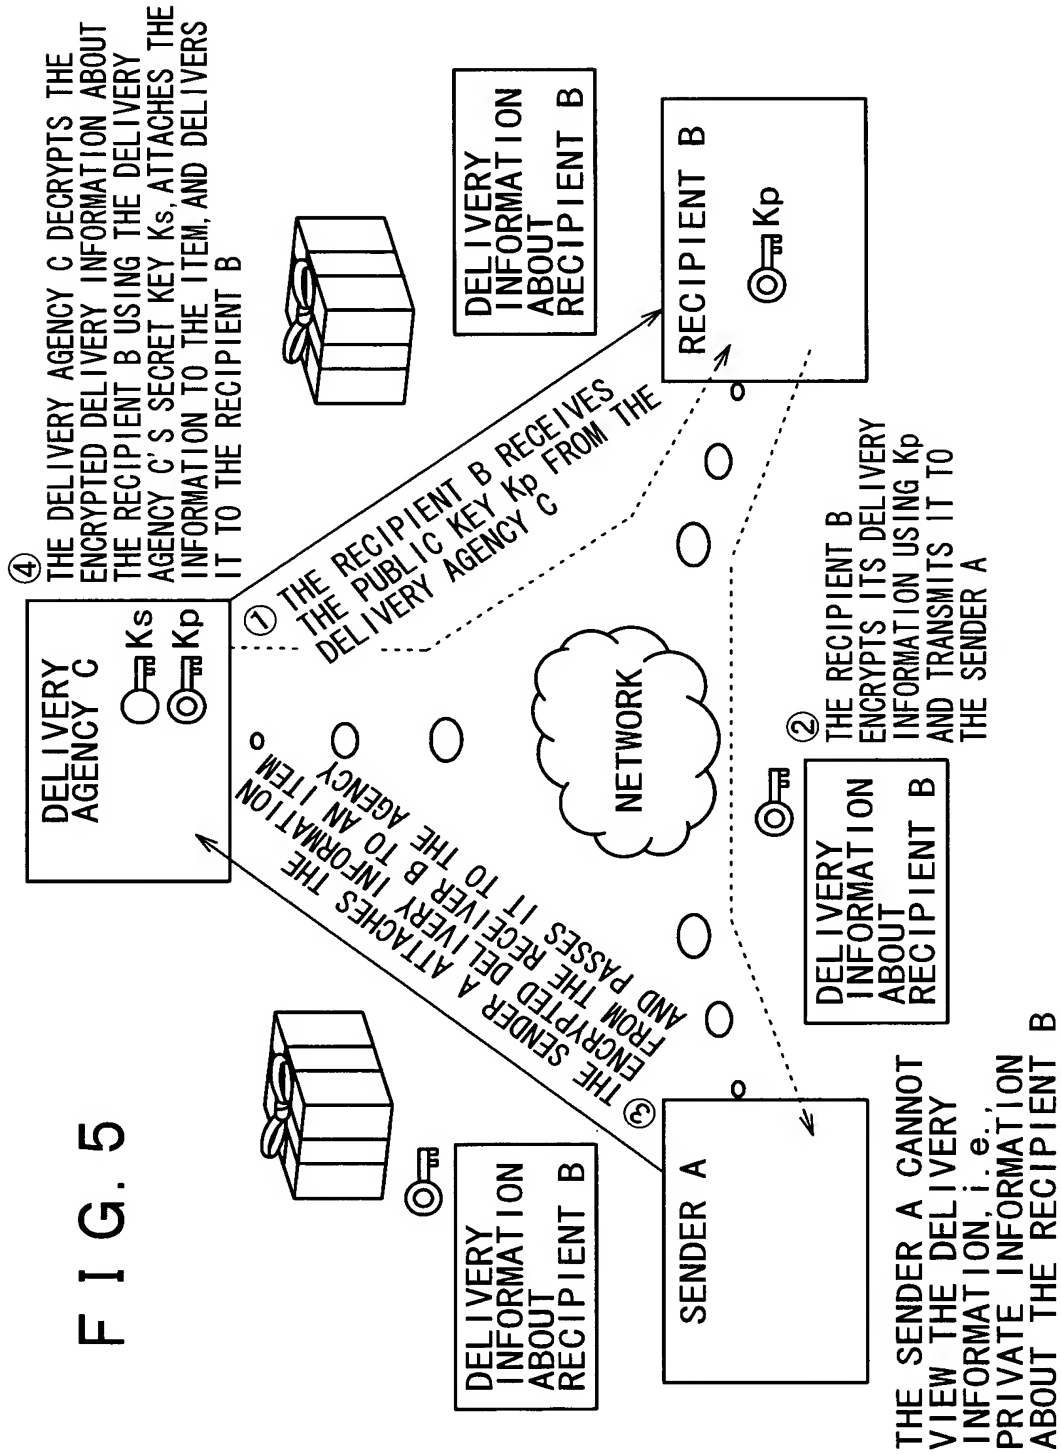 F I G. 5
DELIVERY
AGENCY C
Ks
Kp
①
THE RECIPIENT B RECEIVES
THE PUBLIC KEY Kp FROM THE
DELIVERY AGENCY C
②
THE RECIPIENT B
ENCRYPTS ITS DELIVERY
INFORMATION USING Kp
AND TRANSMITS IT TO
THE SENDER A
③
THE SENDER A ATTACHES THE
ENCRYPTED DELIVERY INFORMATION
FROM THE RECEIVER B TO AN ITEM
AND PASSES IT TO THE AGENCY
④
THE DELIVERY AGENCY C DECRYPTS THE
ENCRYPTED DELIVERY INFORMATION ABOUT
THE RECIPIENT B USING THE DELIVERY
AGENCY C'S SECRET KEY Ks, ATTACHES THE
INFORMATION TO THE ITEM, AND DELIVERS
IT TO THE RECIPIENT B
DELIVERY
INFORMATION
ABOUT
RECIPIENT B
NETWORK
DELIVERY
INFORMATION
ABOUT
RECIPIENT B
SENDER A
RECIPIENT B
Kp
DELIVERY
INFORMATION
ABOUT
RECIPIENT B
THE SENDER A CANNOT
VIEW THE DELIVERY
INFORMATION, i.e.,
PRIVATE INFORMATION
ABOUT THE RECIPIENT B